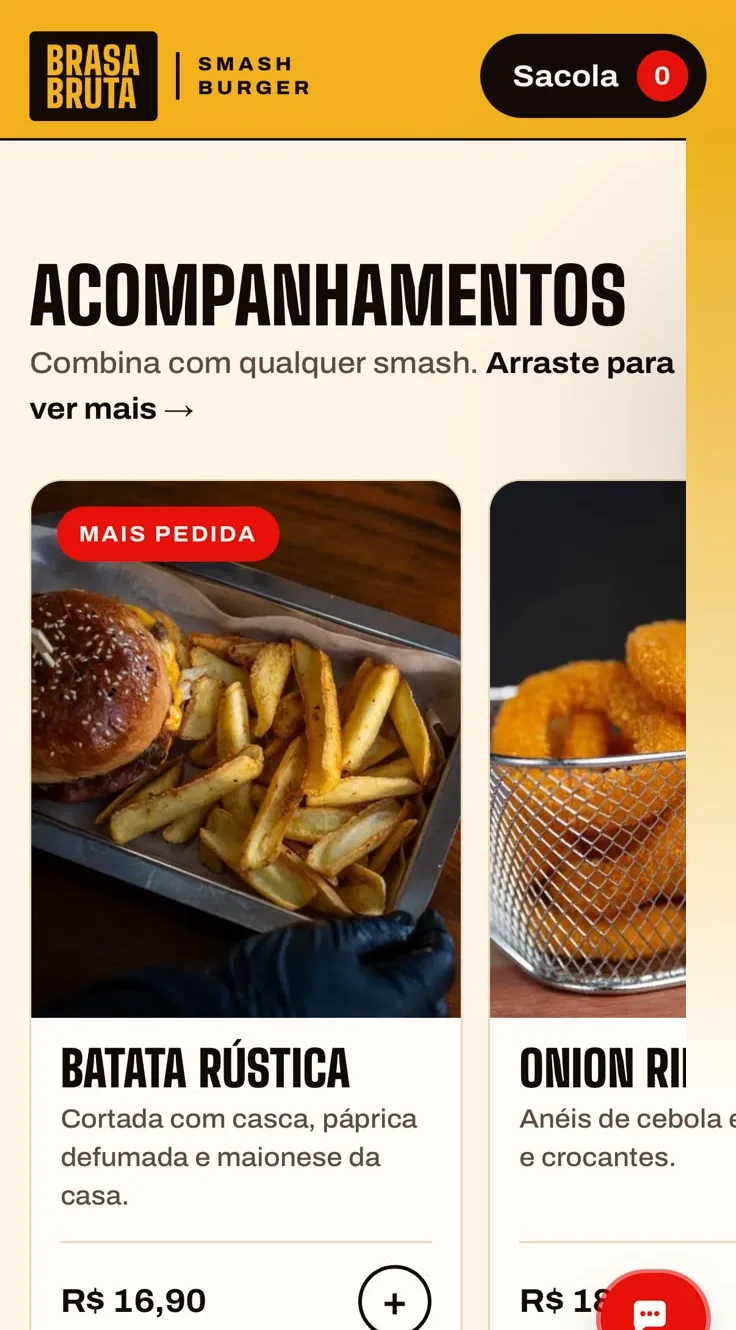 BRASA
BRUTA
SMASH
BURGER
Sacola 0
ACOMPANHAMENTOS
Combina com qualquer smash. Arraste para
ver mais →
MAIS PEDIDA
BATATA RÚSTICA
Cortada com casca, páprica
defumada e maionese da
casa.
R$ 16,90
+
ONION
Anéis de cebola
e crocantes.
R$